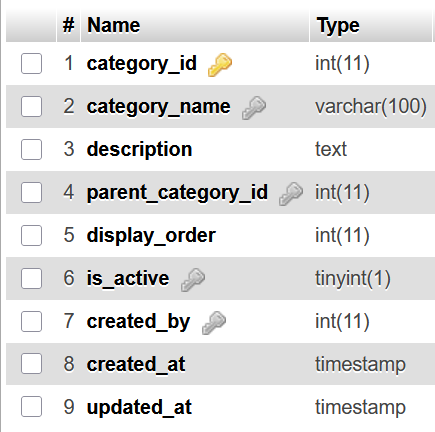 # Name Type
1 category_id int(11)
2 category_name varchar(100)
3 description text
4 parent_category_id int(11)
5 display_order int(11)
6 is_active tinyint(1)
7 created_by int(11)
8 created_at timestamp
9 updated_at timestamp